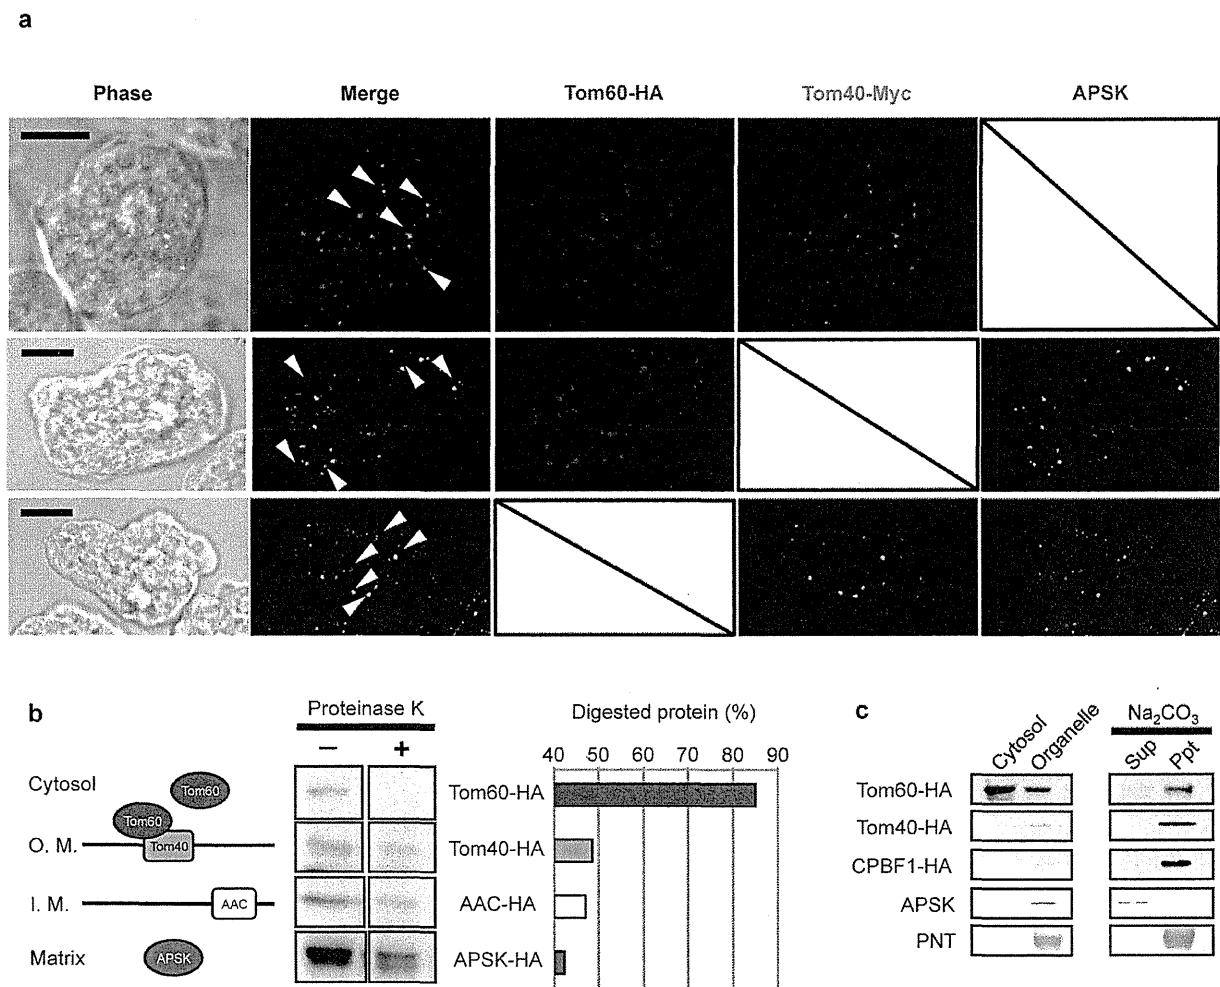 a
Phase Merge Tom60-HA Tom40-Myc APSK
b
Proteinase K
− +
Digested protein (%)
40 50 60 70 80 90
Cytosol
Tom60
Tom60
O. M.
Tom40
I. M.
AAC
Matrix
APSK
Tom60-HA
Tom40-HA
AAC-HA
APSK-HA
c
Cytosol
Organelle
Na₂CO₃
Sup
Ppt
Tom60-HA
Tom40-HA
CPBF1-HA
APSK
PNT